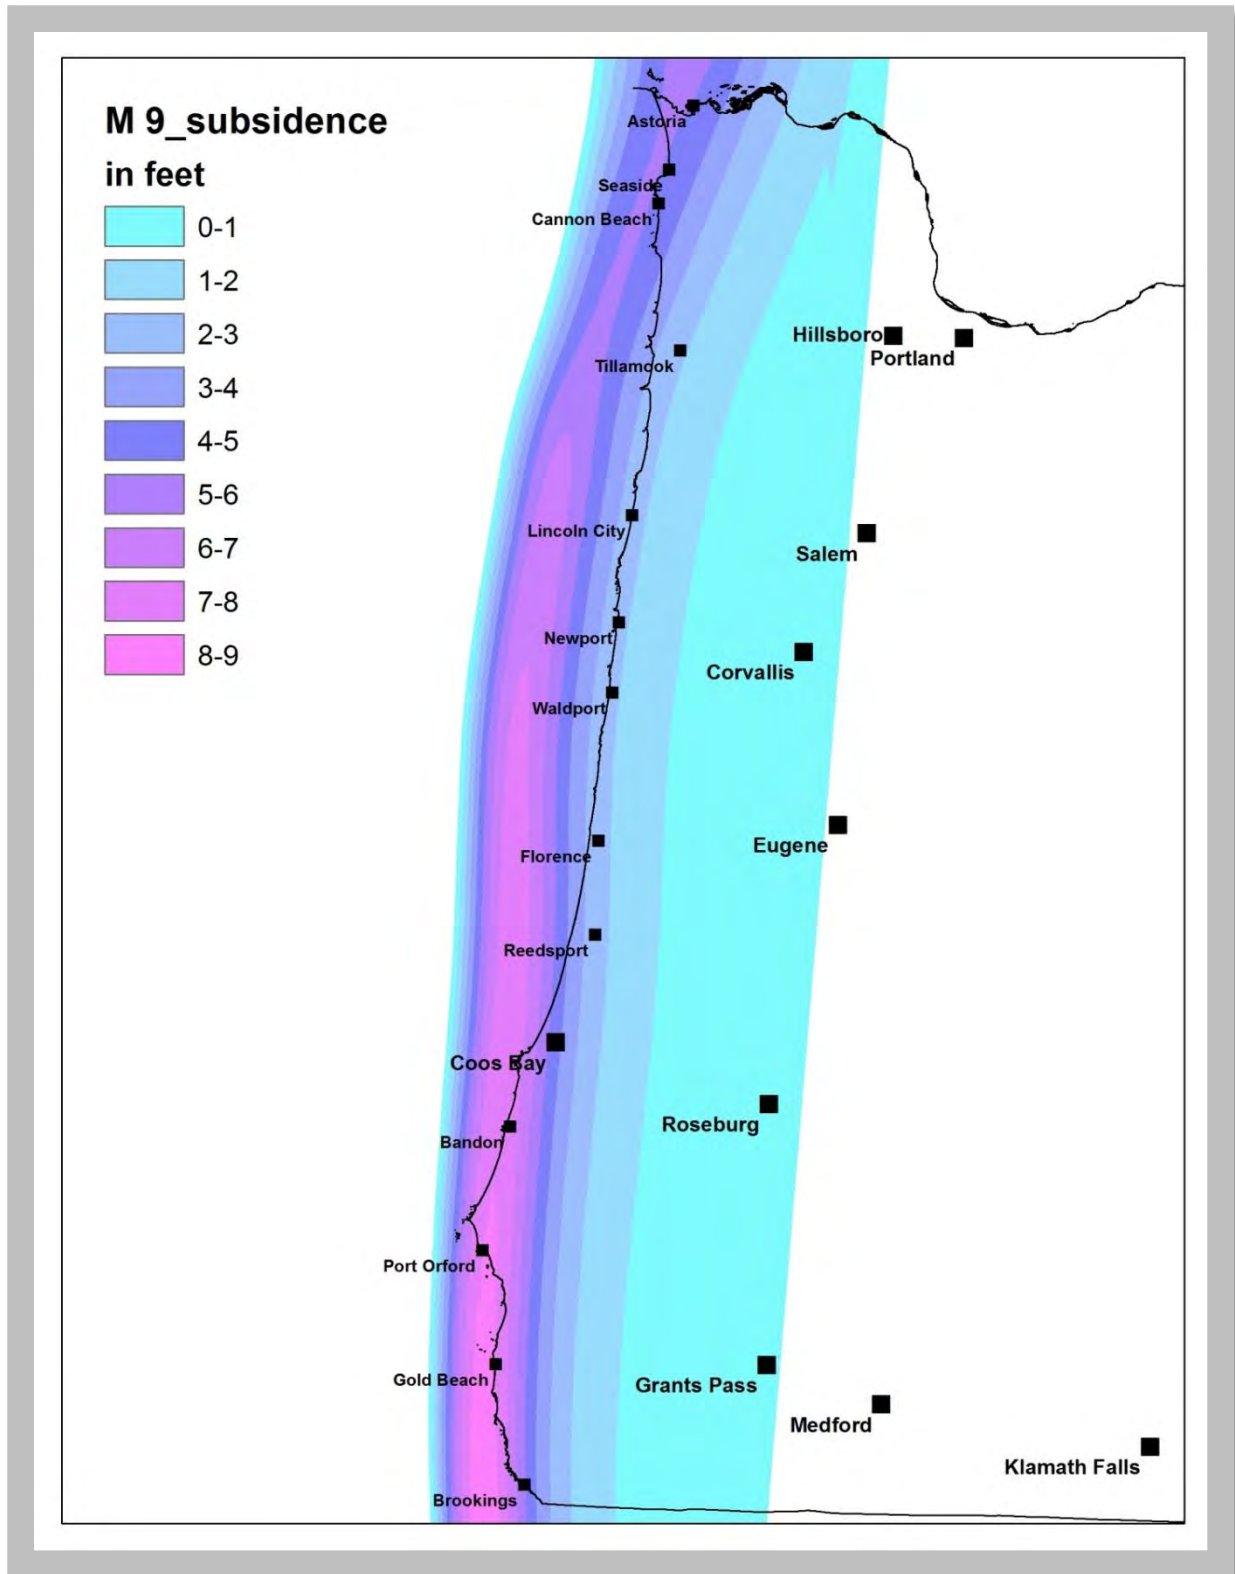 M 9_subsidence
in feet
0-1
1-2
2-3
3-4
4-5
5-6
6-7
7-8
8-9
Astoria
Seaside
Cannon Beach
Hillsboro
Portland
Tillamook
Lincoln City
Salem
Newport
Corvallis
Waldport
Eugene
Florence
Reedsport
Coos Bay
Roseburg
Bandon
Port Orford
Gold Beach
Grants Pass
Medford
Klamath Falls
Brookings